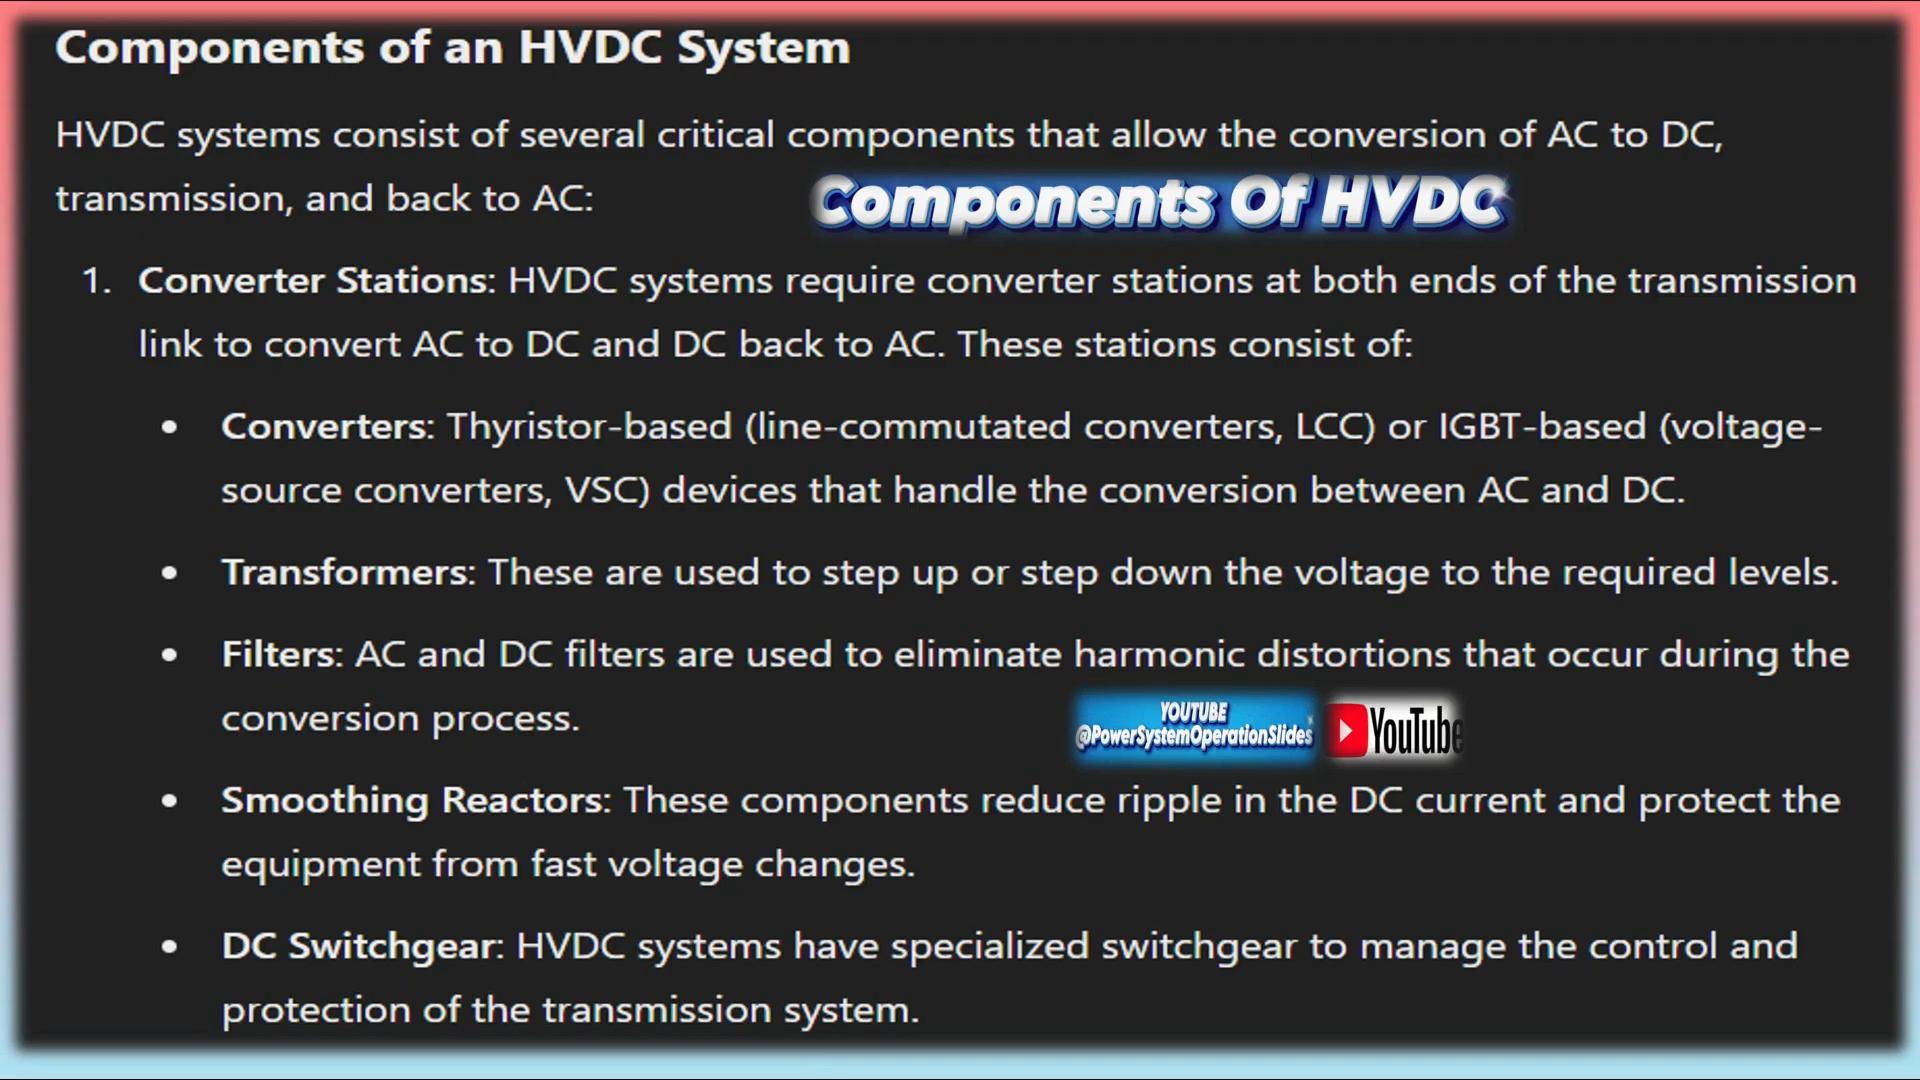 Components of an HVDC System
HVDC systems consist of several critical components that allow the conversion of AC to DC,
transmission, and back to AC:
Components Of HVDC
1. Converter Stations: HVDC systems require converter stations at both ends of the transmission
link to convert AC to DC and DC back to AC. These stations consist of:
• Converters: Thyristor-based (line-commutated converters, LCC) or IGBT-based (voltage-
source converters, VSC) devices that handle the conversion between AC and DC.
• Transformers: These are used to step up or step down the voltage to the required levels.
• Filters: AC and DC filters are used to eliminate harmonic distortions that occur during the
conversion process.
YOUTUBE
@PowerSystemOperationSlides
YouTube
• Smoothing Reactors: These components reduce ripple in the DC current and protect the
equipment from fast voltage changes.
• DC Switchgear: HVDC systems have specialized switchgear to manage the control and
protection of the transmission system.